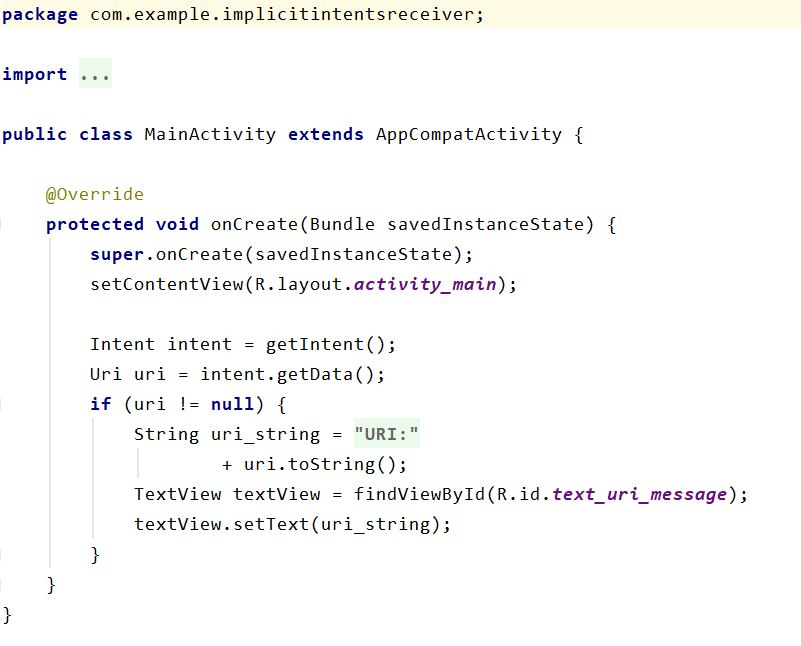 package com.example.implicitintentsreceiver;
import ...
public class MainActivity extends AppCompatActivity {
@Override
protected void onCreate(Bundle savedInstanceState) {
super.onCreate(savedInstanceState);
setContentView(R.layout.activity_main);
Intent intent = getIntent();
Uri uri = intent.getData();
if (uri != null) {
String uri_string = "URI:"
+ uri.toString();
TextView textView = findViewById(R.id.text_uri_message);
textView.setText(uri_string);
}
}
}